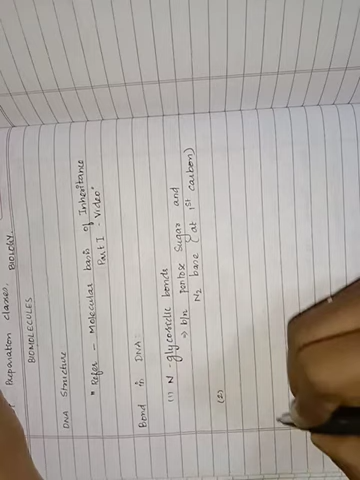 Preparation classes.
BIOLOGY.
BIOMOLECULES
DNA Structure
* Refer - Molecular basis of Inheritance
Part I - Video"
Bond in DNA:
(1) N-glycosidic bonds
→ b/n pentose sugar and
N2 base (at 1st carbon)
(2)